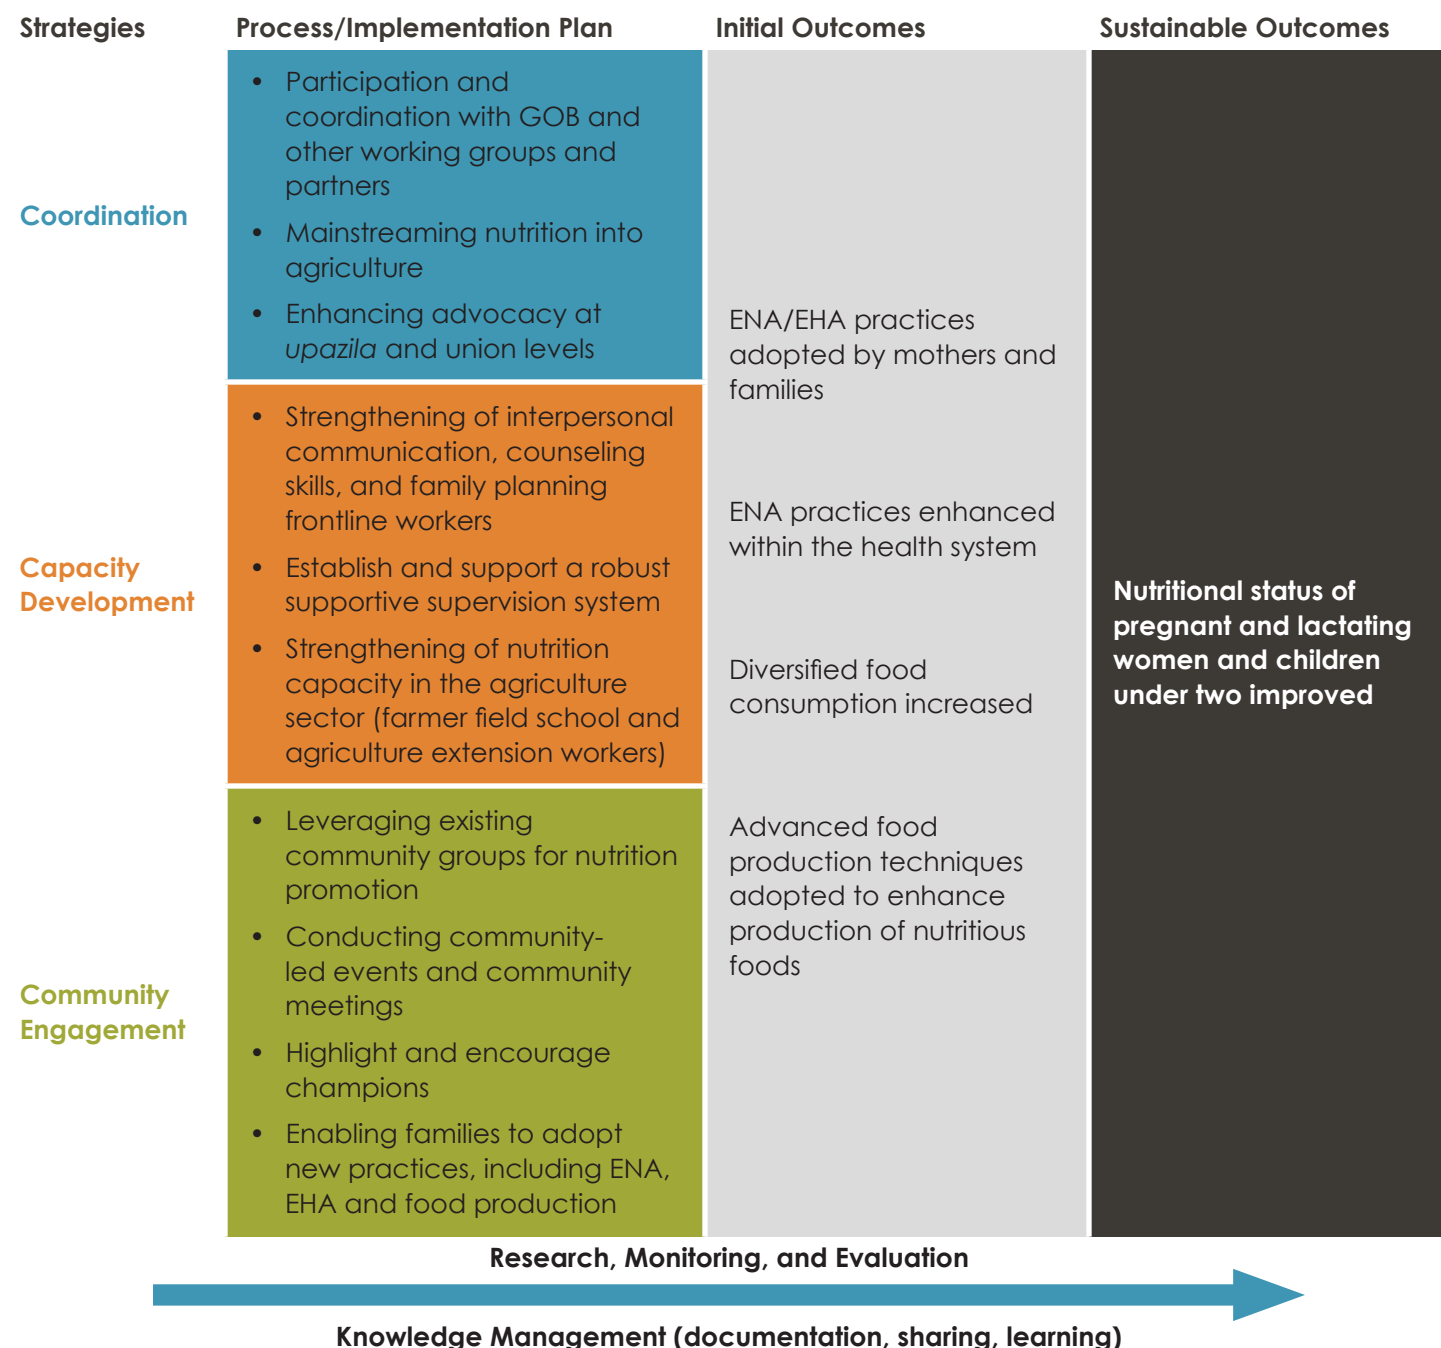 Strategies
Process/Implementation Plan
Initial Outcomes
Sustainable Outcomes
Coordination
• Participation and
coordination with GOB and
other working groups and
partners
• Mainstreaming nutrition into
agriculture
• Enhancing advocacy at
upazila and union levels
Capacity
Development
• Strengthening of interpersonal
communication, counseling
skills, and family planning
frontline workers
• Establish and support a robust
supportive supervision system
• Strengthening of nutrition
capacity in the agriculture
sector (farmer field school and
agriculture extension workers)
Community
Engagement
• Leveraging existing
community groups for nutrition
promotion
• Conducting community-
led events and community
meetings
• Highlight and encourage
champions
• Enabling families to adopt
new practices, including ENA,
EHA and food production
ENA/EHA practices
adopted by mothers and
families
ENA practices enhanced
within the health system
Diversified food
consumption increased
Advanced food
production techniques
adopted to enhance
production of nutritious
foods
Nutritional status of
pregnant and lactating
women and children
under two improved
Research, Monitoring, and Evaluation
Knowledge Management (documentation, sharing, learning)